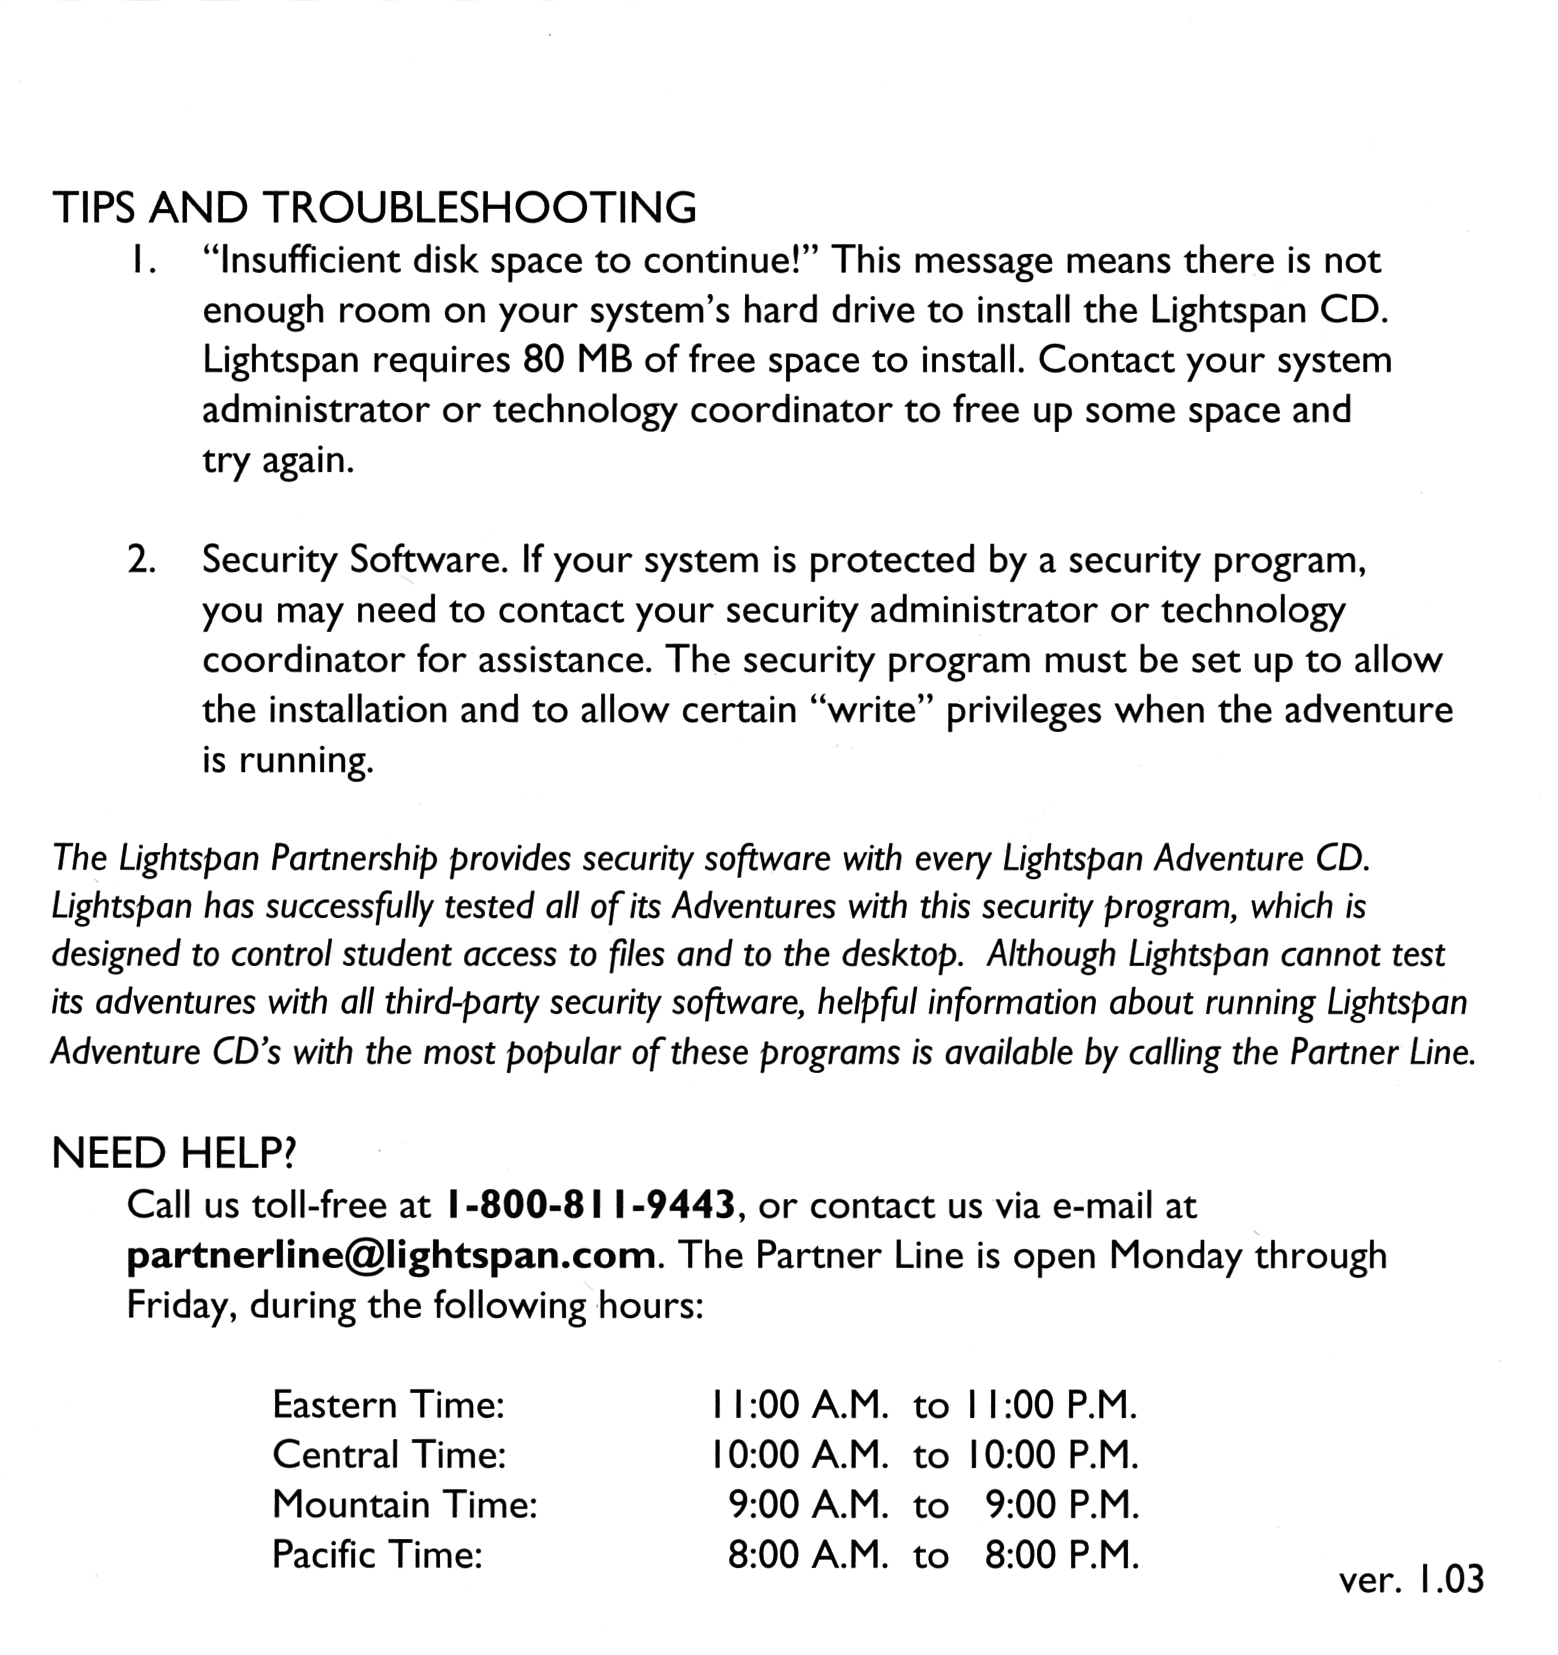 TIPS AND TROUBLESHOOTING
1. “Insufficient disk space to continue!” This message means there is not
enough room on your system’s hard drive to install the Lightspan CD.
Lightspan requires 80 MB of free space to install. Contact your system
administrator or technology coordinator to free up some space and
try again.
2. Security Software. If your system is protected by a security program,
you may need to contact your security administrator or technology
coordinator for assistance. The security program must be set up to allow
the installation and to allow certain “write” privileges when the adventure
is running.
The Lightspan Partnership provides security software with every Lightspan Adventure CD.
Lightspan has successfully tested all of its Adventures with this security program, which is
designed to control student access to files and to the desktop. Although Lightspan cannot test
its adventures with all third-party security software, helpful information about running Lightspan
Adventure CD’s with the most popular of these programs is available by calling the Partner Line.
NEED HELP?
Call us toll-free at 1-800-811-9443, or contact us via e-mail at
partnerline@lightspan.com. The Partner Line is open Monday through
Friday, during the following hours:
Eastern Time: 11:00 A.M. to 11:00 P.M.
Central Time: 10:00 A.M. to 10:00 P.M.
Mountain Time: 9:00 A.M. to 9:00 P.M.
Pacific Time: 8:00 A.M. to 8:00 P.M.
ver. 1.03